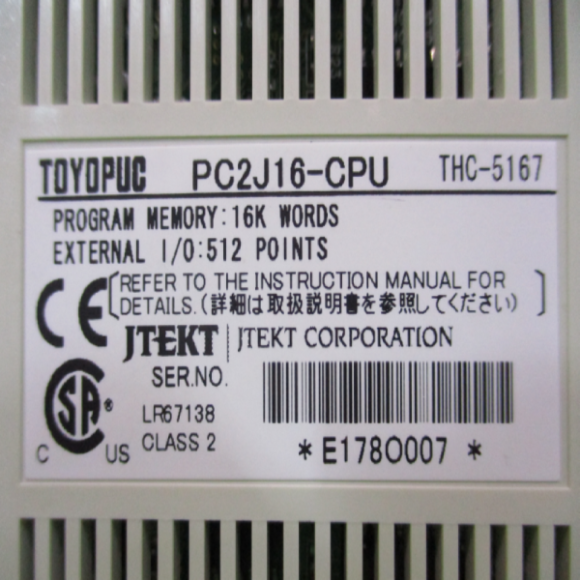 TOYOPUC PC2J16-CPU THC-5167
PROGRAM MEMORY:16K WORDS
EXTERNAL I/O:512 POINTS
CE [REFER TO THE INSTRUCTION MANUAL FOR
DETAILS.(詳細は取扱説明書を参照してください)]
JTEKT | JTEKT CORPORATION
SER.NO.
SA ®
LR67138
C US CLASS 2
*E1780007 *